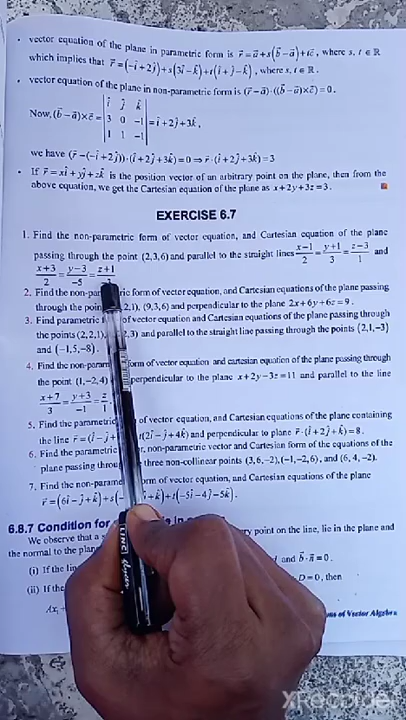 • vector equation of the plane in parametric form is r⃗ = a⃗ + s(b⃗ − a⃗) + tc⃗, where s, t ∈ ℝ
which implies that r⃗ = (−î + 2ĵ) + s(3î − k̂) + t(î + ĵ − k̂), where s, t ∈ ℝ.
• vector equation of the plane in non-parametric form is (r⃗ − a⃗)·((b⃗ − a⃗)×c⃗) = 0.
Now, (b⃗ − a⃗)×c⃗ = | î ĵ k̂ | 3 0 −1 | 1 1 −1 | = î + 2ĵ + 3k̂,
we have (r⃗ − (−î + 2ĵ))·(î + 2ĵ + 3k̂) = 0 ⇒ r⃗·(î + 2ĵ + 3k̂) = 3
• If r⃗ = xî + yĵ + zk̂ is the position vector of an arbitrary point on the plane, then from the
above equation, we get the Cartesian equation of the plane as x + 2y + 3z = 3.
EXERCISE 6.7
1. Find the non-parametric form of vector equation, and Cartesian equation of the plane
passing through the point (2,3,6) and parallel to the straight lines (x−1)/2 = (y+1)/3 = (z−3)/1 and
(x+3)/2 = (y−3)/−5 = (z+1)/
2. Find the non-par form of vector equation, and Cartesian equations of the plane passing
through the poin 2,1), (9,3,6) and perpendicular to the plane 2x + 6y + 6z = 9.
3. Find parametric of vector equation and Cartesian equations of the plane passing through
the points (2,2,1), 2,3) and parallel to the straight line passing through the points (2,1,−3)
and (−1,5,−8).
4. Find the non-param form of vector equation and cartesian equation of the plane passing through
the point (1,−2,4) perpendicular to the plane x + 2y − 3z = 11 and parallel to the line
(x+7)/3 = (y+3)/−1 = z/
5. Find the parametric of vector equation, and Cartesian equations of the plane containing
the line r⃗ = (î − ĵ + t(2î − ĵ + 4k̂) and perpendicular to plane r⃗·(î + 2ĵ + k̂) = 8.
6. Find the parametric r, non-parametric vector and Cartesian form of the equations of the
plane passing throu three non-collinear points (3,6,−2), (−1,−2,6), and (6,4,−2).
7. Find the non-parame orm of vector equation, and Cartesian equations of the plane
r⃗ = (6î − ĵ + k̂) + s(− + k̂) + t(−5î − 4ĵ − 5k̂).
6.8.7 Condition for
We observe that a y point on the line, lie in the plane and
the normal to the plan
(i) If the lin and b⃗·n⃗ = 0.
(ii) If the D = 0, then
Ax₁ + ns of Vector Algebra